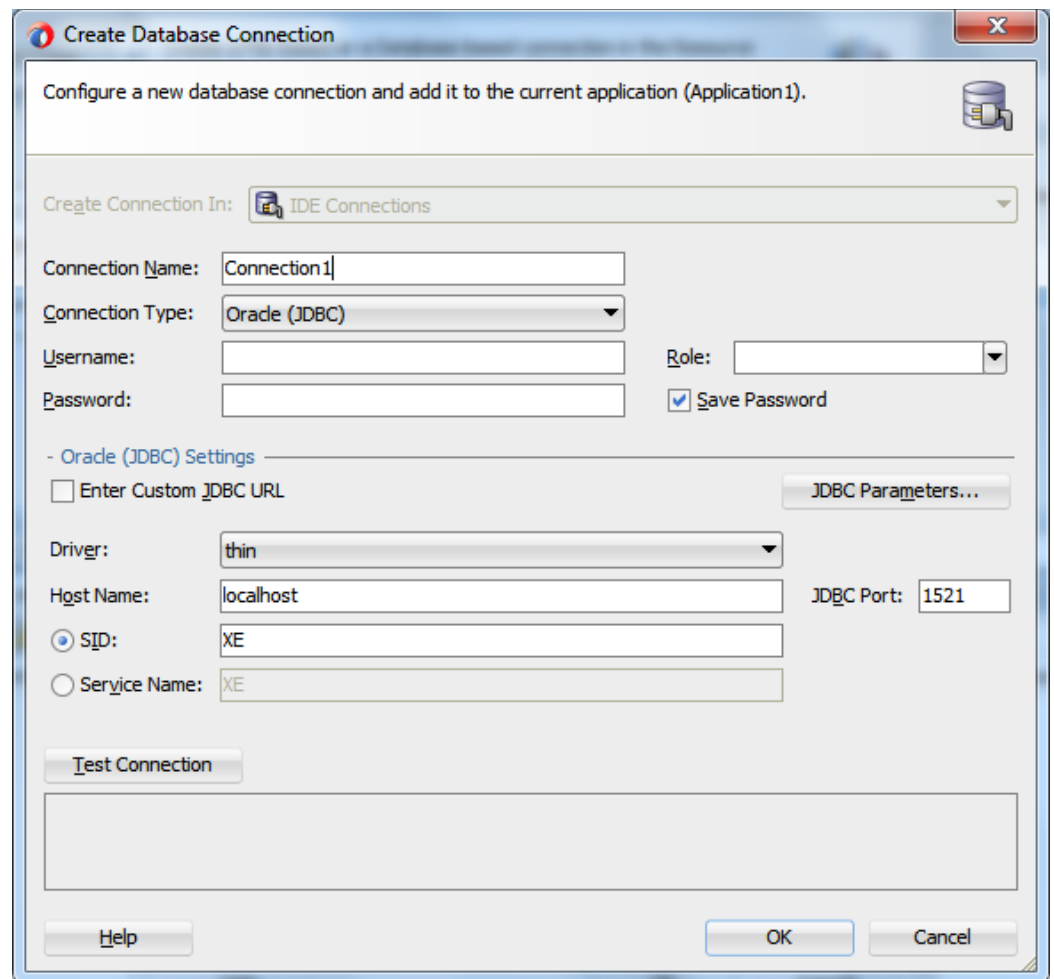 Create Database Connection
Configure a new database connection and add it to the current application (Application1).
Create Connection In: IDE Connections
Connection Name: Connection1
Connection Type: Oracle (JDBC)
Username: Role:
Password: Save Password
- Oracle (JDBC) Settings
Enter Custom JDBC URL JDBC Parameters...
Driver: thin
Host Name: localhost JDBC Port: 1521
SID: XE
Service Name: XE
Test Connection
Help OK Cancel